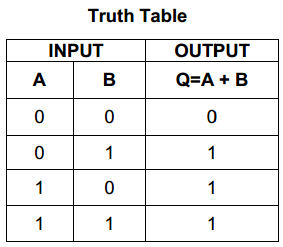 Truth Table
INPUT OUTPUT
A B Q=A + B
0 0 0
0 1 1
1 0 1
1 1 1